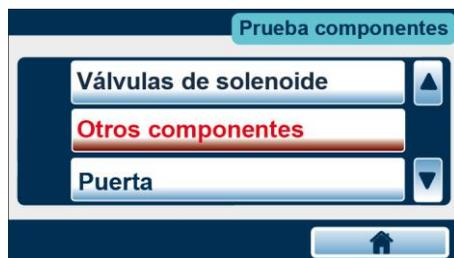 Prueba componentes
Válvulas de solenoide
Otros componentes
Puerta